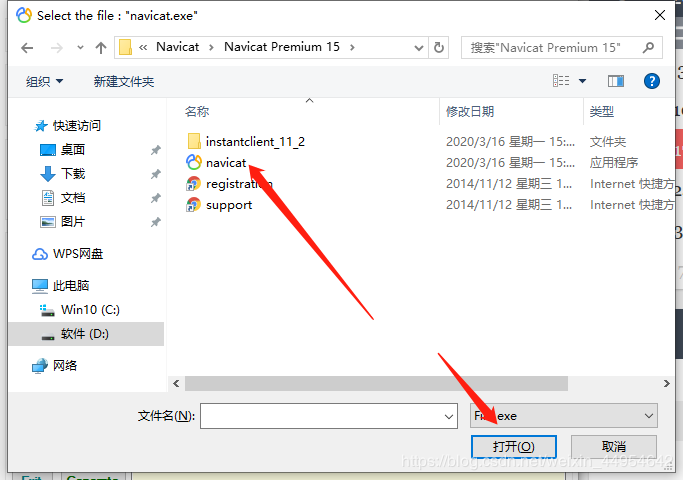 Select the file : "navicat.exe"
« Navicat > Navicat Premium 15 >
搜索"Navicat Premium 15"
组织 新建文件夹
名称 修改日期 类型
快速访问
桌面
下载
文档
图片
WPS网盘
此电脑
Win10 (C:)
软件 (D:)
网络
instantclient_11_2 2020/3/16 星期一 15:... 文件夹
navicat 2020/3/16 星期一 15:... 应用程序
registration 2014/11/12 星期三 1... Internet 快捷方
support 2014/11/12 星期三 1... Internet 快捷方
文件名(N):
.exe
打开(O) 取消
https://blog.csdn.net/weixin_44954642